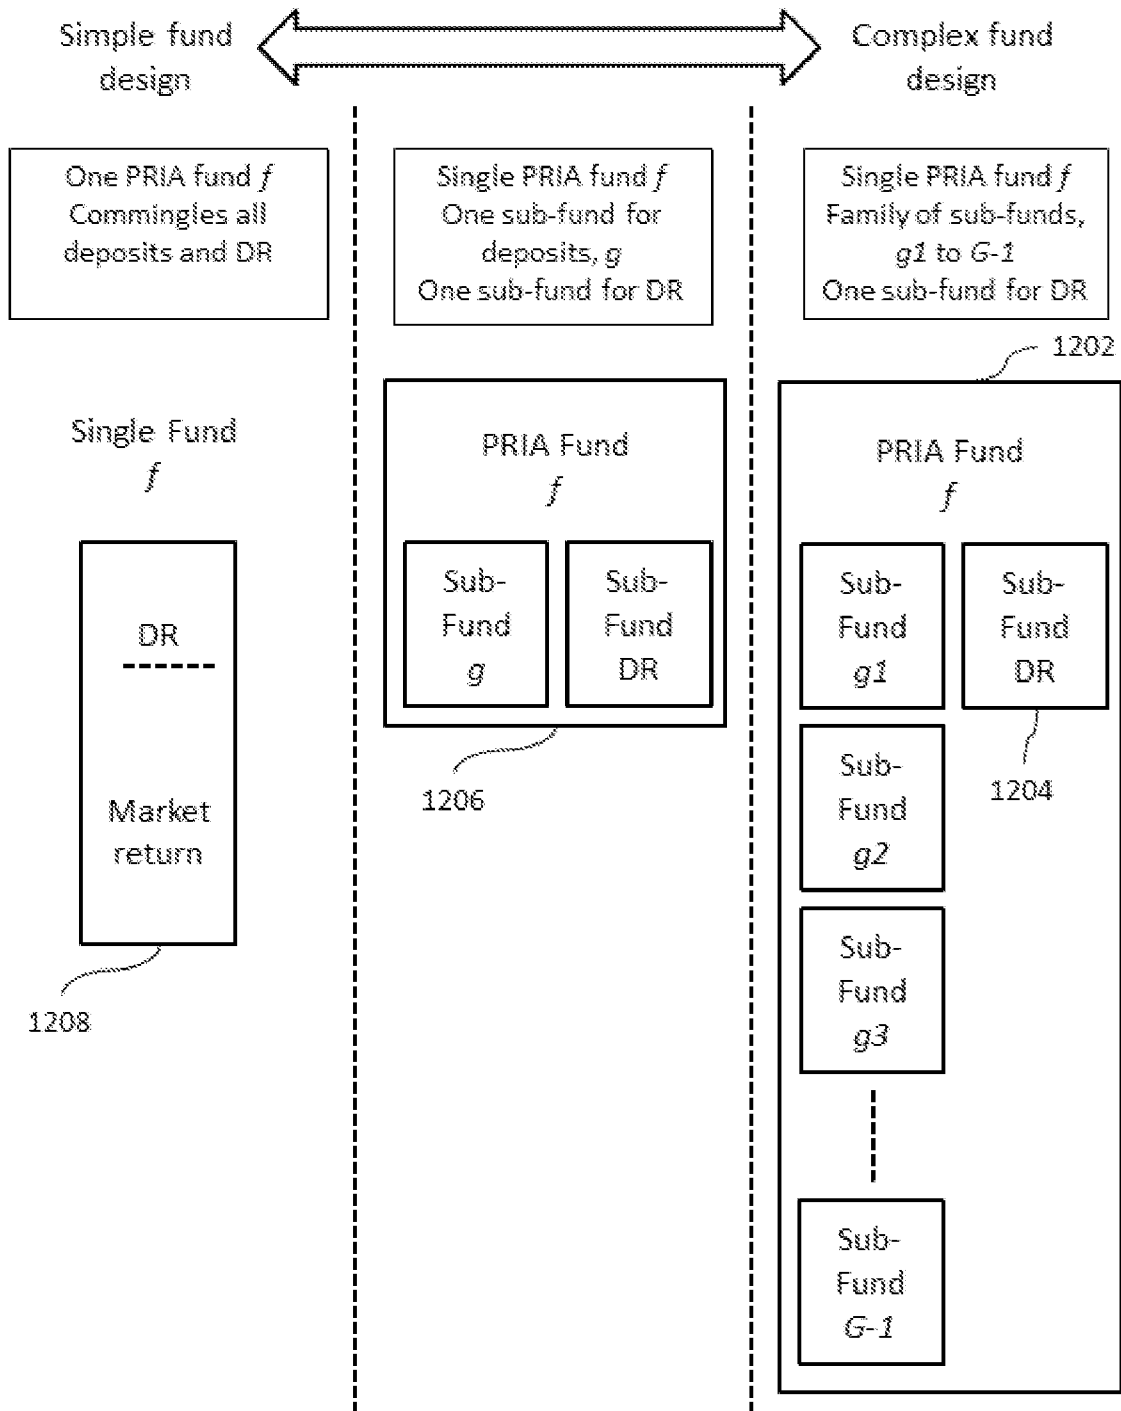 Simple fund
design
Complex fund
design
One PRIA fund f
Commingles all
deposits and DR
Single PRIA fund f
One sub-fund for
deposits, g
One sub-fund for DR
Single PRIA fund f
Family of sub-funds,
g1 to G-1
One sub-fund for DR
1202
Single Fund
f
DR
Market
return
1208
PRIA Fund
f
Sub-
Fund
g
Sub-
Fund
DR
1206
PRIA Fund
f
Sub-
Fund
g1
Sub-
Fund
DR
1204
Sub-
Fund
g2
Sub-
Fund
g3
Sub-
Fund
G-1